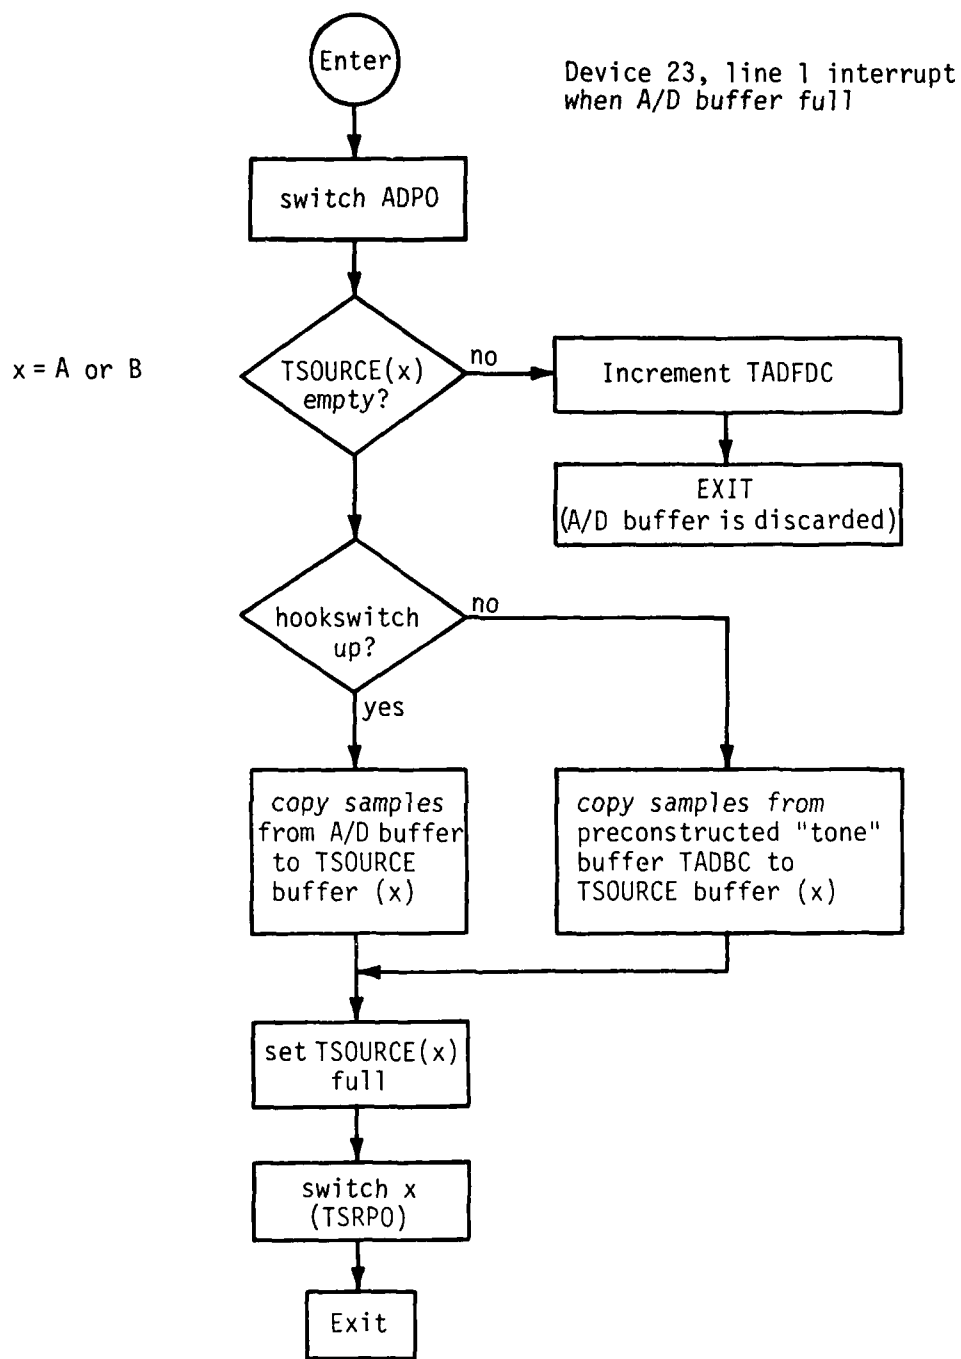 Enter
Device 23, line 1 interrupt
when A/D buffer full
switch ADPO
x = A or B
TSOURCE(x)
empty?
no
Increment TADFDC
EXIT
(A/D buffer is discarded)
hookswitch
up?
no
yes
copy samples
from A/D buffer
to TSOURCE
buffer (x)
copy samples from
preconstructed "tone"
buffer TADBC to
TSOURCE buffer (x)
set TSOURCE(x)
full
switch x
(TSRPO)
Exit